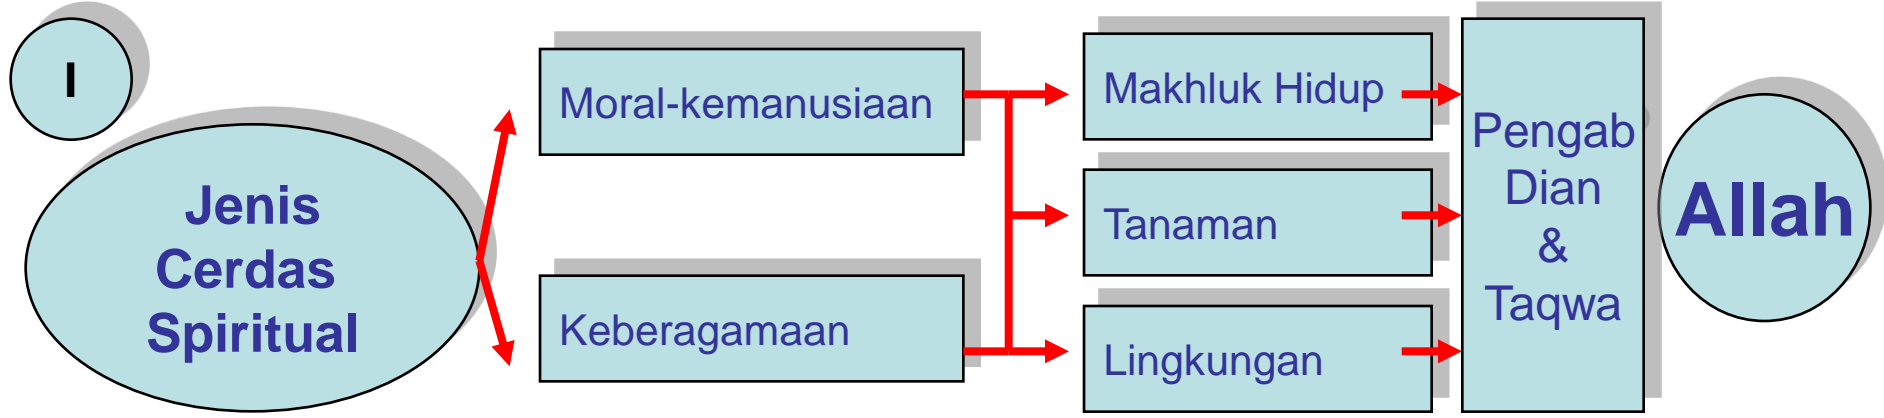 I
Jenis
Cerdas
Spiritual
Moral-kemanusiaan
Keberagamaan
Makhluk Hidup
Tanaman
Lingkungan
Pengab
Dian
&
Taqwa
Allah